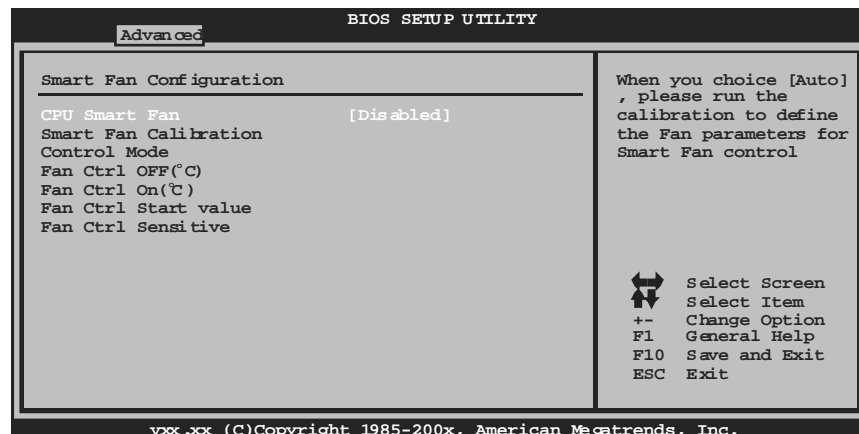 BIOS SETUP UTILITY
Advanced
Smart Fan Configuration
CPU Smart Fan [Disabled]
Smart Fan Calibration
Control Mode
Fan Ctrl OFF(°C)
Fan Ctrl On(°C)
Fan Ctrl Start value
Fan Ctrl Sensitive
When you choice [Auto]
, please run the
calibration to define
the Fan parameters for
Smart Fan control
Select Screen
Select Item
+- Change Option
F1 General Help
F10 Save and Exit
ESC Exit
vxx.xx (C)Copyright 1985-200x, American Megatrends, Inc.